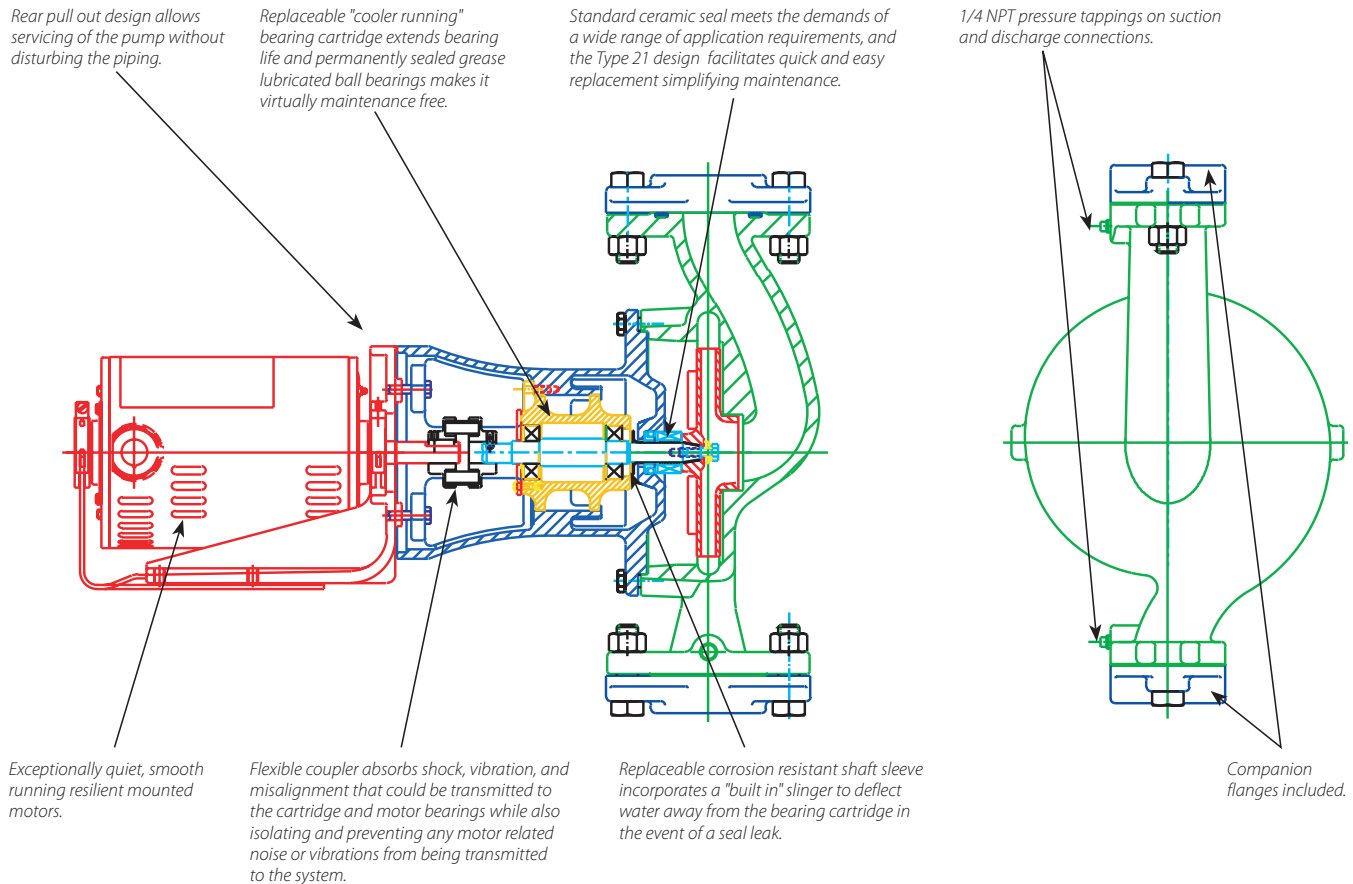 Rear pull out design allows
servicing of the pump without
disturbing the piping.
Replaceable "cooler running"
bearing cartridge extends bearing
life and permanently sealed grease
lubricated ball bearings makes it
virtually maintenance free.
Standard ceramic seal meets the demands of
a wide range of application requirements, and
the Type 21 design facilitates quick and easy
replacement simplifying maintenance.
1/4 NPT pressure tappings on suction
and discharge connections.
Exceptionally quiet, smooth
running resilient mounted
motors.
Flexible coupler absorbs shock, vibration, and
misalignment that could be transmitted to
the cartridge and motor bearings while also
isolating and preventing any motor related
noise or vibrations from being transmitted
to the system.
Replaceable corrosion resistant shaft sleeve
incorporates a "built in" slinger to deflect
water away from the bearing cartridge in
the event of a seal leak.
Companion
flanges included.